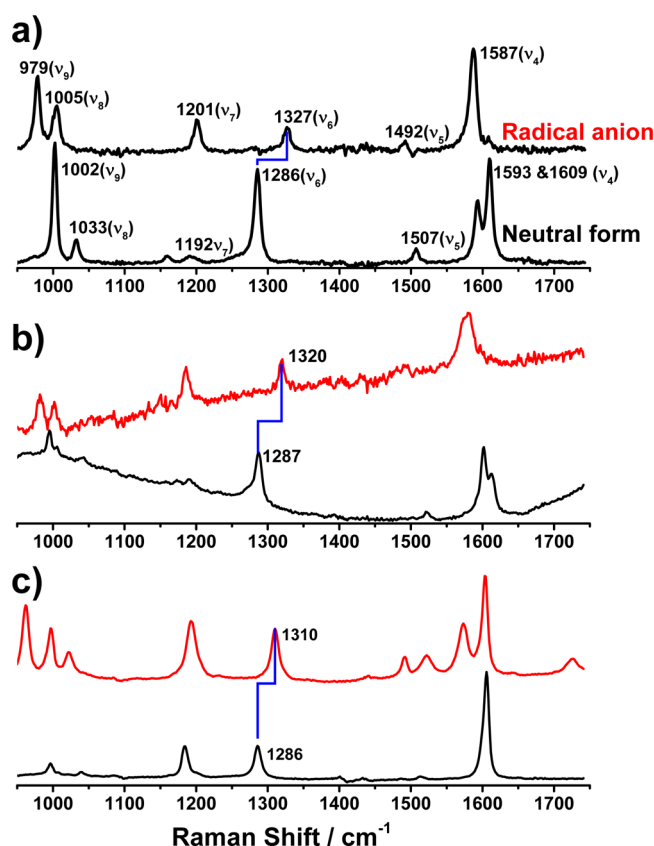 a)
979(ν9)
1005(ν8)
1201(ν7)
1327(ν6)
1492(ν5)
1587(ν4)
Radical anion
1002(ν9)
1033(ν8)
1192ν7)
1286(ν6)
1507(ν5)
1593 &1609 (ν4)
Neutral form
1000 1100 1200 1300 1400 1500 1600 1700
b)
1320
1287
1000 1100 1200 1300 1400 1500 1600 1700
c)
1310
1286
1000 1100 1200 1300 1400 1500 1600 1700
Raman Shift / cm-1